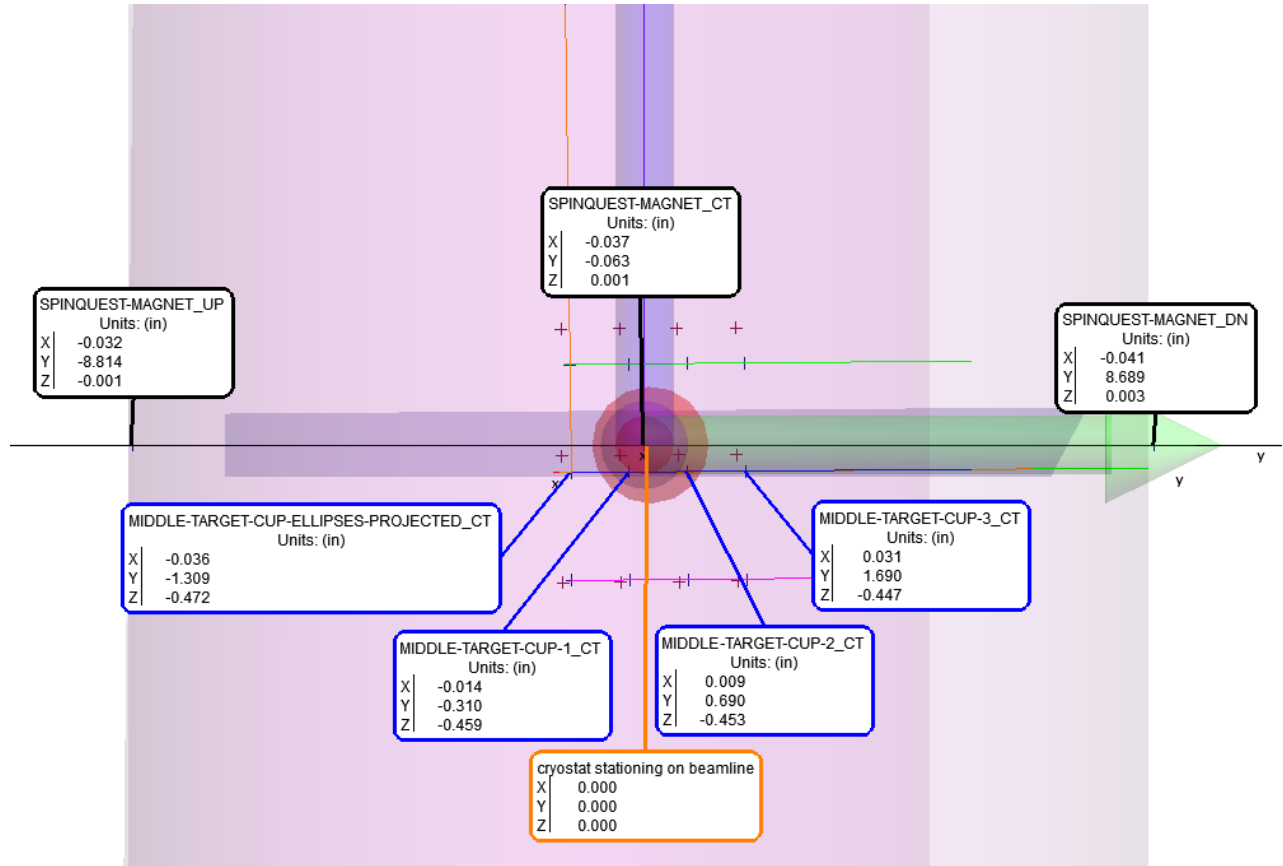 SPINQUEST-MAGNET_CT
Units: (in)
X -0.037
Y -0.063
Z 0.001
SPINQUEST-MAGNET_UP
Units: (in)
X -0.032
Y -8.814
Z -0.001
SPINQUEST-MAGNET_DN
Units: (in)
X -0.041
Y 8.689
Z 0.003
x
y
x
y
MIDDLE-TARGET-CUP-ELLIPSES-PROJECTED_CT
Units: (in)
X -0.036
Y -1.309
Z -0.472
MIDDLE-TARGET-CUP-3_CT
Units: (in)
X 0.031
Y 1.690
Z -0.447
MIDDLE-TARGET-CUP-1_CT
Units: (in)
X -0.014
Y -0.310
Z -0.459
MIDDLE-TARGET-CUP-2_CT
Units: (in)
X 0.009
Y 0.690
Z -0.453
cryostat stationing on beamline
X 0.000
Y 0.000
Z 0.000